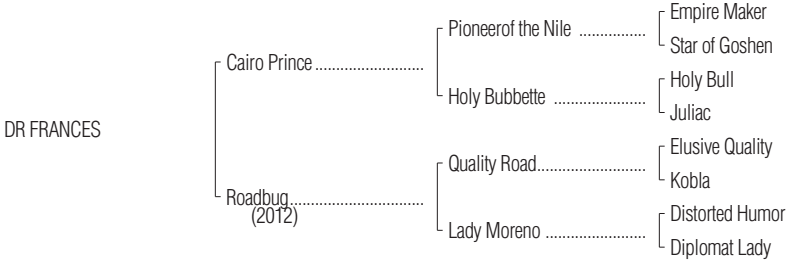 Empire Maker
Pioneerof the Nile ................
Star of Goshen
Cairo Prince ..........................
Holy Bull
Holy Bubbette ......................
Juliac
DR FRANCES
Elusive Quality
Quality Road..........................
Kobla
Roadbug................................
(2012)
Distorted Humor
Lady Moreno ........................
Diplomat Lady